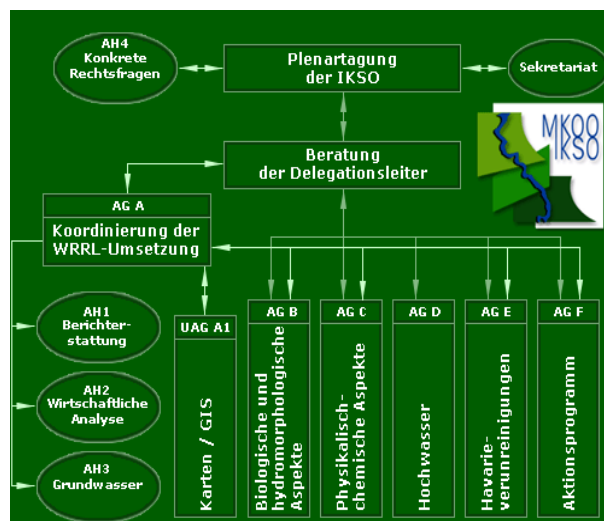 AH4
Konkrete
Rechtsfragen
Plenartagung
der IKSO
Sekretariat
MKOO
IKSO
Beratung
der Delegationsleiter
AG A
Koordinierung der
WRRL-Umsetzung
AH1
Berichter-
stattung
AH2
Wirtschaftliche
Analyse
AH3
Grundwasser
UAG A1
Karten / GIS
AG B
Biologische und
hydromorphologische
Aspekte
AG C
Physikalisch-
chemische Aspekte
AG D
Hochwasser
AG E
Havarie-
verunreinigungen
AG F
Aktionsprogramm